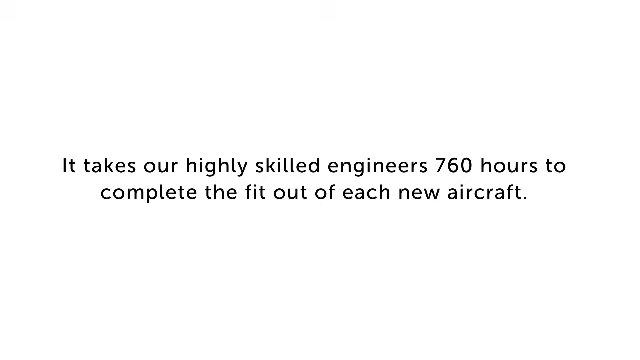 It takes our highly skilled engineers 760 hours to
complete the fit out of each new aircraft.